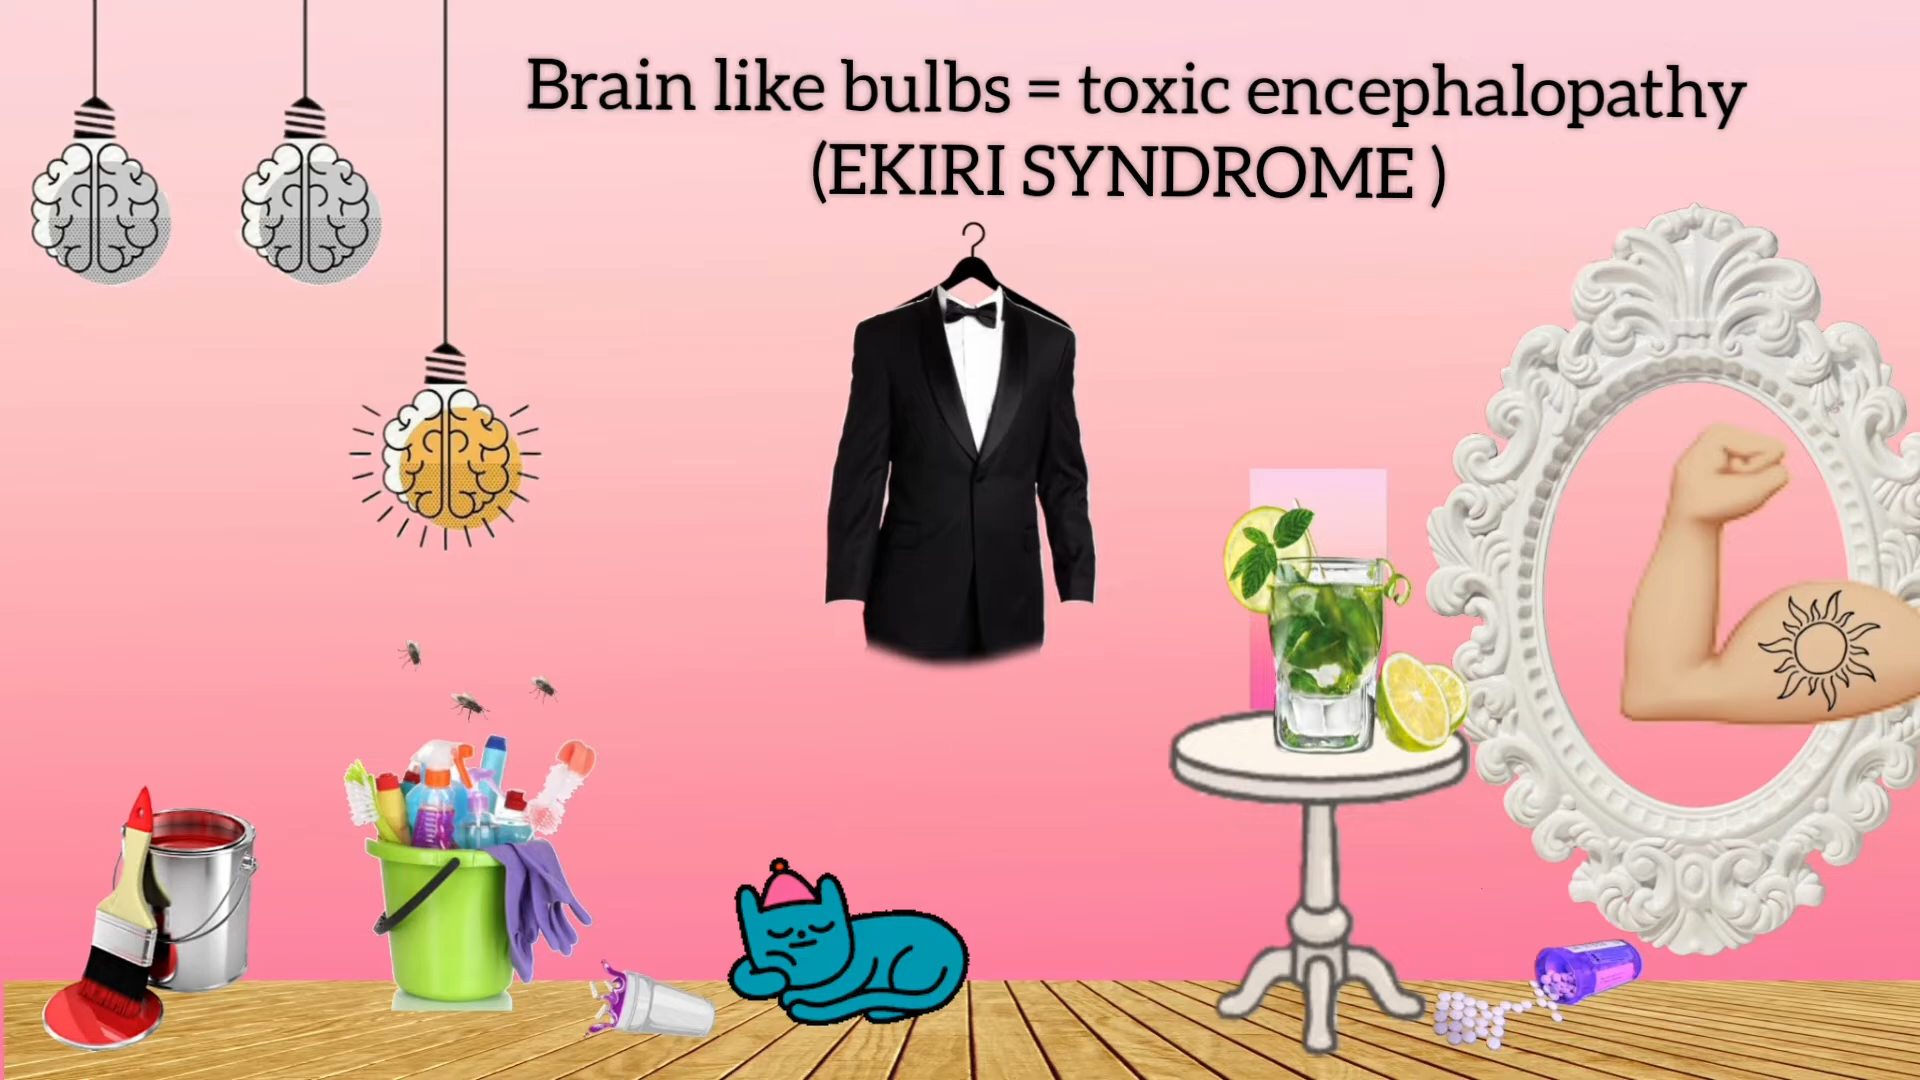 Brain like bulbs = toxic encephalopathy
(EKIRI SYNDROME )